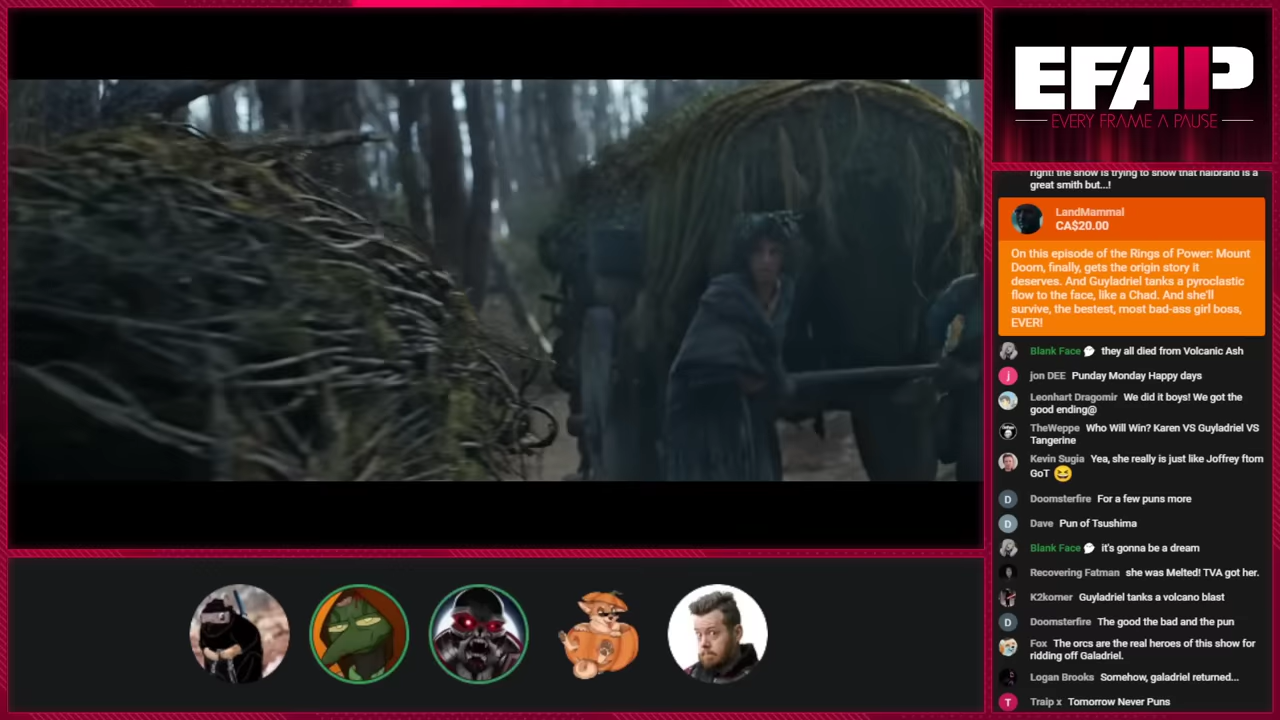 EFAP
EVERY FRAME A PAUSE
right! the show is trying to show that halbrand is a
great smith but...!
LandMammal
CA$20.00
On this episode of the Rings of Power: Mount
Doom, finally, gets the origin story it
deserves. And Guyladriel tanks a pyroclastic
flow to the face, like a Chad. And she'll
survive, the bestest, most bad-ass girl boss,
EVER!
Blank Face they all died from Volcanic Ash
j jon DEE Punday Monday Happy days
Leonhart Dragomir We did it boys! We got the
good ending@
TheWeppe Who Will Win? Karen VS Guyladriel VS
Tangerine
Kevin Sugia Yea, she really is just like Joffrey ftom
GoT
D Doomsterfire For a few puns more
D Dave Pun of Tsushima
Blank Face it's gonna be a dream
Recovering Fatman she was Melted! TVA got her.
K2korner Guyladriel tanks a volcano blast
D Doomsterfire The good the bad and the pun
Fox The orcs are the real heroes of this show for
ridding off Galadriel.
Logan Brooks Somehow, galadriel returned...
T Traip x Tomorrow Never Puns